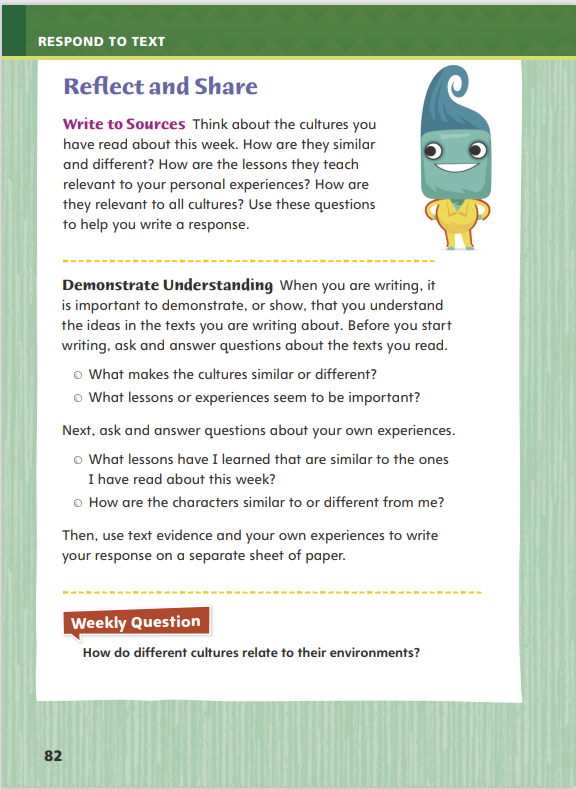 RESPOND TO TEXT
Reflect and Share
Write to Sources Think about the cultures you
have read about this week. How are they similar
and different? How are the lessons they teach
relevant to your personal experiences? How are
they relevant to all cultures? Use these questions
to help you write a response.
Demonstrate Understanding When you are writing, it
is important to demonstrate, or show, that you understand
the ideas in the texts you are writing about. Before you start
writing, ask and answer questions about the texts you read.
What makes the cultures similar or different?
What lessons or experiences seem to be important?
Next, ask and answer questions about your own experiences.
What lessons have I learned that are similar to the ones
I have read about this week?
How are the characters similar to or different from me?
Then, use text evidence and your own experiences to write
your response on a separate sheet of paper.
Weekly Question
How do different cultures relate to their environments?
82